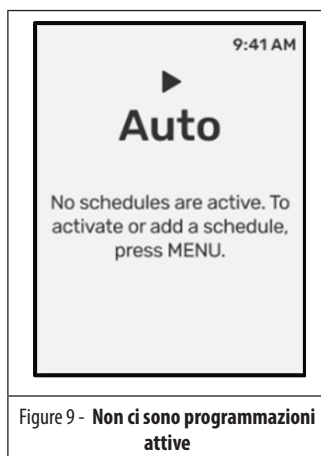 9:41 AM
Auto
No schedules are active. To
activate or add a schedule,
press MENU.
Figure 9 - Non ci sono programmazioni
attive